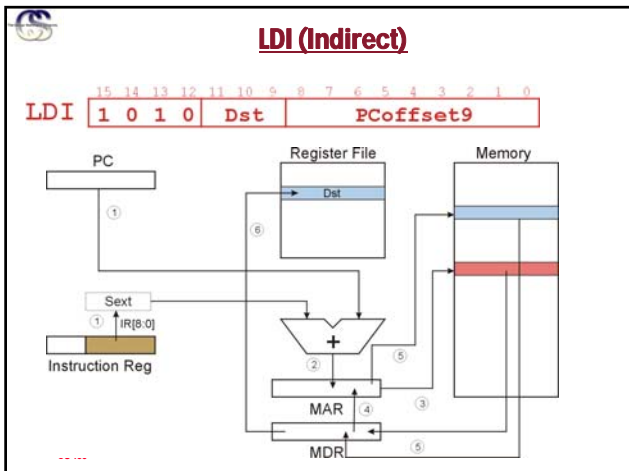 LDI (Indirect)
15 14 13 12 11 10 9 8 7 6 5 4 3 2 1 0
LDI 1 0 1 0 Dst PCoffset9
PC
Register File
Memory
Dst
1
6
Sext
1
IR[8:0]
+
Instruction Reg
2
5
MAR
4
3
MDR
5